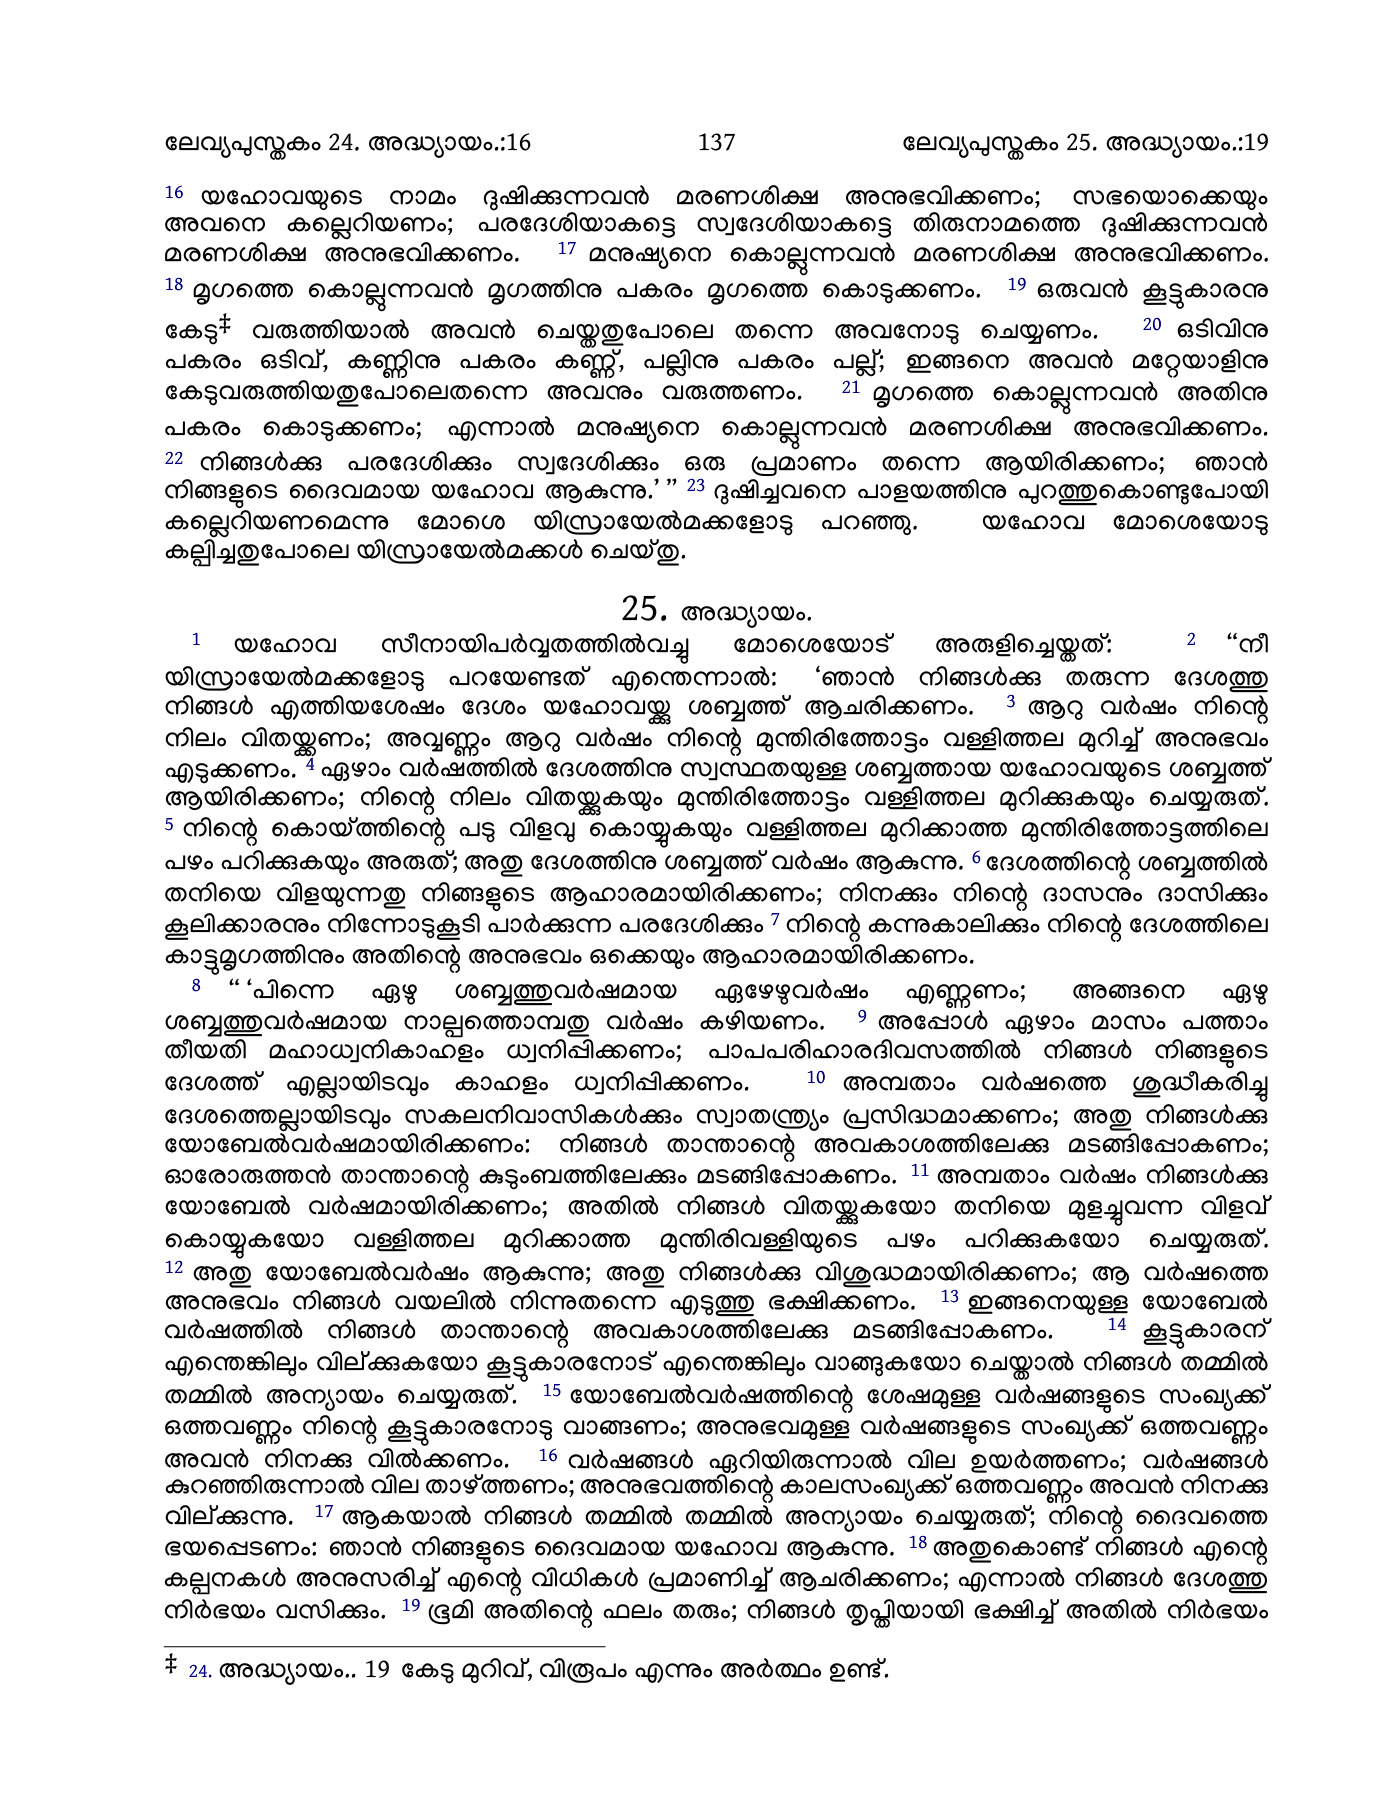 ലേവ്യപുസ്തകം 24. അദ്ധ്യായം.:16 137 ലേവ്യപുസ്തകം 25. അദ്ധ്യായം.:19
16 യഹോവയുടെ നാമം ദുഷിക്കുന്നവൻ മരണശിക്ഷ അനുഭവിക്കണം; സഭയൊക്കെയും
അവനെ കല്ലെറിയണം; പരദേശിയാകട്ടെ സ്വദേശിയാകട്ടെ തിരുനാമത്തെ ദുഷിക്കുന്നവൻ
മരണശിക്ഷ അനുഭവിക്കണം. 17 മനുഷ്യനെ കൊല്ലുന്നവൻ മരണശിക്ഷ അനുഭവിക്കണം.
18 മൃഗത്തെ കൊല്ലുന്നവൻ മൃഗത്തിനു പകരം മൃഗത്തെ കൊടുക്കണം. 19 ഒരുവൻ കൂട്ടുകാരനു
കേടു‡ വരുത്തിയാൽ അവൻ ചെയ്തതുപോലെ തന്നെ അവനോടു ചെയ്യണം. 20 ഒടിവിനു
പകരം ഒടിവ്, കണ്ണിനു പകരം കണ്ണ്, പല്ലിനു പകരം പല്ല്; ഇങ്ങനെ അവൻ മറ്റേയാളിനു
കേടുവരുത്തിയതുപോലെതന്നെ അവനും വരുത്തണം. 21 മൃഗത്തെ കൊല്ലുന്നവൻ അതിനു
പകരം കൊടുക്കണം; എന്നാൽ മനുഷ്യനെ കൊല്ലുന്നവൻ മരണശിക്ഷ അനുഭവിക്കണം.
22 നിങ്ങൾക്കു പരദേശിക്കും സ്വദേശിക്കും ഒരു പ്രമാണം തന്നെ ആയിരിക്കണം; ഞാൻ
നിങ്ങളുടെ ദൈവമായ യഹോവ ആകുന്നു.’ ” 23 ദുഷിച്ചവനെ പാളയത്തിനു പുറത്തുകൊണ്ടുപോയി
കല്ലെറിയണമെന്നു മോശെ യിസ്രായേൽമക്കളോടു പറഞ്ഞു. യഹോവ മോശെയോടു
കല്പിച്ചതുപോലെ യിസ്രായേൽമക്കൾ ചെയ്തു.
25. അദ്ധ്യായം.
1 യഹോവ സീനായിപർവ്വതത്തിൽവച്ചു മോശെയോട് അരുളിച്ചെയ്തത്: 2 “നീ
യിസ്രായേൽമക്കളോടു പറയേണ്ടത് എന്തെന്നാൽ: ‘ഞാൻ നിങ്ങൾക്കു തരുന്ന ദേശത്തു
നിങ്ങൾ എത്തിയശേഷം ദേശം യഹോവയ്ക്കു ശബ്ബത്ത് ആചരിക്കണം. 3 ആറു വർഷം നിന്റെ
നിലം വിതയ്ക്കണം; അവ്വണ്ണം ആറു വർഷം നിന്റെ മുന്തിരിത്തോട്ടം വള്ളിത്തല മുറിച്ച് അനുഭവം
എടുക്കണം. 4 ഏഴാം വർഷത്തിൽ ദേശത്തിനു സ്വസ്ഥതയുള്ള ശബ്ബത്തായ യഹോവയുടെ ശബ്ബത്ത്
ആയിരിക്കണം; നിന്റെ നിലം വിതയ്ക്കുകയും മുന്തിരിത്തോട്ടം വള്ളിത്തല മുറിക്കുകയും ചെയ്യരുത്.
5 നിന്റെ കൊയ്ത്തിന്റെ പടു വിളവു കൊയ്യുകയും വള്ളിത്തല മുറിക്കാത്ത മുന്തിരിത്തോട്ടത്തിലെ
പഴം പറിക്കുകയും അരുത്; അതു ദേശത്തിനു ശബ്ബത്ത് വർഷം ആകുന്നു. 6 ദേശത്തിന്റെ ശബ്ബത്തിൽ
തനിയെ വിളയുന്നതു നിങ്ങളുടെ ആഹാരമായിരിക്കണം; നിനക്കും നിന്റെ ദാസനും ദാസിക്കും
കൂലിക്കാരനും നിന്നോടുകൂടി പാർക്കുന്ന പരദേശിക്കും 7 നിന്റെ കന്നുകാലിക്കും നിന്റെ ദേശത്തിലെ
കാട്ടുമൃഗത്തിനും അതിന്റെ അനുഭവം ഒക്കെയും ആഹാരമായിരിക്കണം.
8 “ ‘പിന്നെ ഏഴു ശബ്ബത്തുവർഷമായ ഏഴേഴുവർഷം എണ്ണണം; അങ്ങനെ ഏഴു
ശബ്ബത്തുവർഷമായ നാല്പത്തൊമ്പതു വർഷം കഴിയണം. 9 അപ്പോൾ ഏഴാം മാസം പത്താം
തീയതി മഹാധ്വനികാഹളം ധ്വനിപ്പിക്കണം; പാപപരിഹാരദിവസത്തിൽ നിങ്ങൾ നിങ്ങളുടെ
ദേശത്ത് എല്ലായിടവും കാഹളം ധ്വനിപ്പിക്കണം. 10 അമ്പതാം വർഷത്തെ ശുദ്ധീകരിച്ചു
ദേശത്തെല്ലായിടവും സകലനിവാസികൾക്കും സ്വാതന്ത്ര്യം പ്രസിദ്ധമാക്കണം; അതു നിങ്ങൾക്കു
യോബേൽവർഷമായിരിക്കണം: നിങ്ങൾ താന്താന്റെ അവകാശത്തിലേക്കു മടങ്ങിപ്പോകണം;
ഓരോരുത്തൻ താന്താന്റെ കുടുംബത്തിലേക്കും മടങ്ങിപ്പോകണം. 11 അമ്പതാം വർഷം നിങ്ങൾക്കു
യോബേൽ വർഷമായിരിക്കണം; അതിൽ നിങ്ങൾ വിതയ്ക്കുകയോ തനിയെ മുളച്ചുവന്ന വിളവ്
കൊയ്യുകയോ വള്ളിത്തല മുറിക്കാത്ത മുന്തിരിവള്ളിയുടെ പഴം പറിക്കുകയോ ചെയ്യരുത്.
12 അതു യോബേൽവർഷം ആകുന്നു; അതു നിങ്ങൾക്കു വിശുദ്ധമായിരിക്കണം; ആ വർഷത്തെ
അനുഭവം നിങ്ങൾ വയലിൽ നിന്നുതന്നെ എടുത്തു ഭക്ഷിക്കണം. 13 ഇങ്ങനെയുള്ള യോബേൽ
വർഷത്തിൽ നിങ്ങൾ താന്താന്റെ അവകാശത്തിലേക്കു മടങ്ങിപ്പോകണം. 14 കൂട്ടുകാരന്
എന്തെങ്കിലും വില്ക്കുകയോ കൂട്ടുകാരനോട് എന്തെങ്കിലും വാങ്ങുകയോ ചെയ്താൽ നിങ്ങൾ തമ്മിൽ
തമ്മിൽ അന്യായം ചെയ്യരുത്. 15 യോബേൽവർഷത്തിന്റെ ശേഷമുള്ള വർഷങ്ങളുടെ സംഖ്യക്ക്
ഒത്തവണ്ണം നിന്റെ കൂട്ടുകാരനോടു വാങ്ങണം; അനുഭവമുള്ള വർഷങ്ങളുടെ സംഖ്യക്ക് ഒത്തവണ്ണം
അവൻ നിനക്കു വിൽക്കണം. 16 വർഷങ്ങൾ ഏറിയിരുന്നാൽ വില ഉയർത്തണം; വർഷങ്ങൾ
കുറഞ്ഞിരുന്നാൽ വില താഴ്ത്തണം; അനുഭവത്തിന്റെ കാലസംഖ്യക്ക് ഒത്തവണ്ണം അവൻ നിനക്കു
വില്ക്കുന്നു. 17 ആകയാൽ നിങ്ങൾ തമ്മിൽ തമ്മിൽ അന്യായം ചെയ്യരുത്; നിന്റെ ദൈവത്തെ
ഭയപ്പെടണം: ഞാൻ നിങ്ങളുടെ ദൈവമായ യഹോവ ആകുന്നു. 18 അതുകൊണ്ട് നിങ്ങൾ എന്റെ
കല്പനകൾ അനുസരിച്ച് എന്റെ വിധികൾ പ്രമാണിച്ച് ആചരിക്കണം; എന്നാൽ നിങ്ങൾ ദേശത്തു
നിർഭയം വസിക്കും. 19 ഭൂമി അതിന്റെ ഫലം തരും; നിങ്ങൾ തൃപ്തിയായി ഭക്ഷിച്ച് അതിൽ നിർഭയം
‡ 24. അദ്ധ്യായം.. 19 കേടു മുറിവ്, വിരൂപം എന്നും അർത്ഥം ഉണ്ട്.